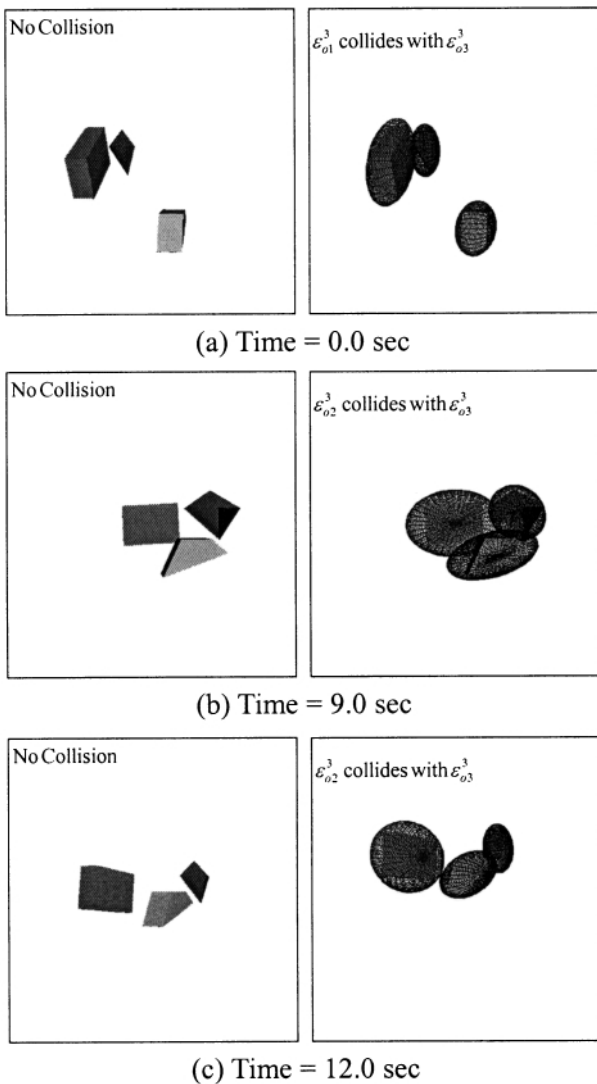 No Collision
ε³ₒ₁ collides with ε³ₒ₃
(a) Time = 0.0 sec
No Collision
ε³ₒ₂ collides with ε³ₒ₃
(b) Time = 9.0 sec
No Collision
ε³ₒ₂ collides with ε³ₒ₃
(c) Time = 12.0 sec